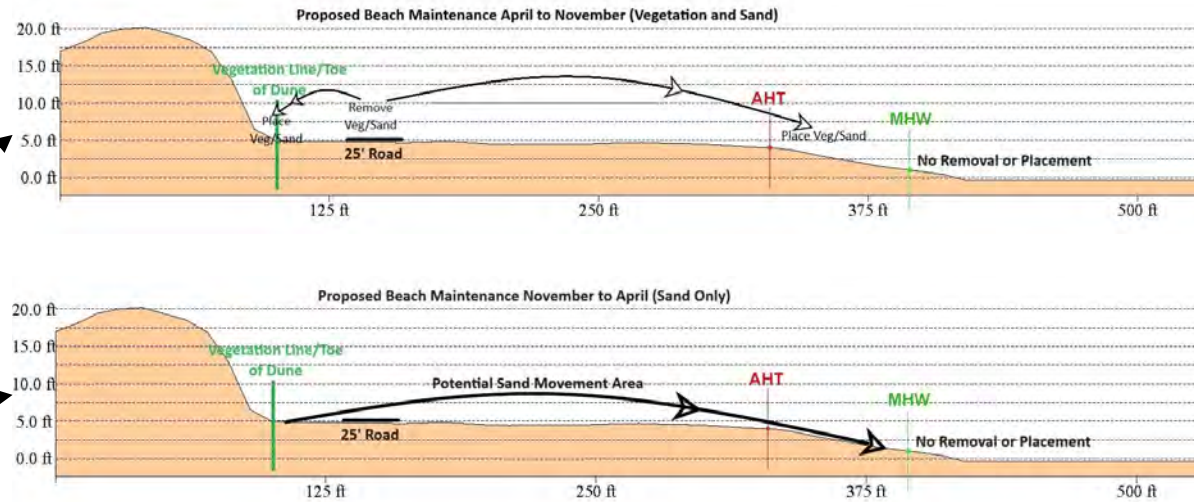 Proposed Beach Maintenance April to November (Vegetation and Sand)
20.0 ft
15.0 ft
10.0 ft
5.0 ft
0.0 ft
Vegetation Line/Toe
of Dune
Place
Veg/Sand
Remove
Veg/Sand
25' Road
AHT
Place Veg/Sand
MHW
No Removal or Placement
125 ft
250 ft
375 ft
500 ft
Proposed Beach Maintenance November to April (Sand Only)
20.0 ft
15.0 ft
10.0 ft
5.0 ft
0.0 ft
Vegetation Line/Toe
of Dune
Potential Sand Movement Area
25' Road
AHT
MHW
No Removal or Placement
125 ft
250 ft
375 ft
500 ft